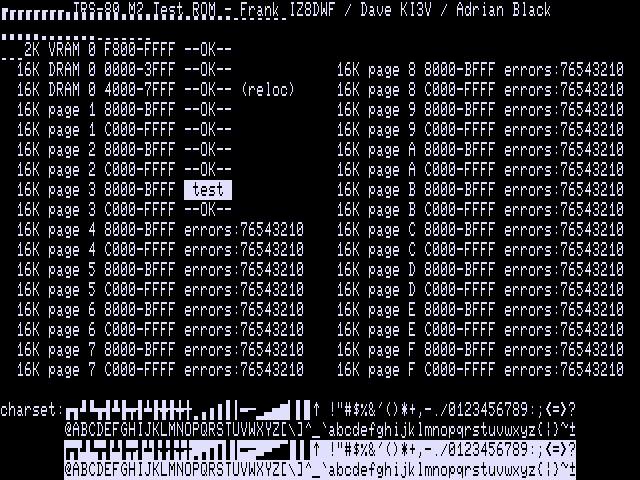 TRS-80 M2 Test ROM - Frank IZ8DWF / Dave KI3V / Adrian Black
2K VRAM 0 F800-FFFF --OK--
16K DRAM 0 0000-3FFF --OK--
16K DRAM 0 4000-7FFF --OK-- (reloc)
16K page 1 8000-BFFF --OK--
16K page 1 C000-FFFF --OK--
16K page 2 8000-BFFF --OK--
16K page 2 C000-FFFF --OK--
16K page 3 8000-BFFF test
16K page 3 C000-FFFF --OK--
16K page 4 8000-BFFF errors:76543210
16K page 4 C000-FFFF errors:76543210
16K page 5 8000-BFFF errors:76543210
16K page 5 C000-FFFF errors:76543210
16K page 6 8000-BFFF errors:76543210
16K page 6 C000-FFFF errors:76543210
16K page 7 8000-BFFF errors:76543210
16K page 7 C000-FFFF errors:76543210
16K page 8 8000-BFFF errors:76543210
16K page 8 C000-FFFF errors:76543210
16K page 9 8000-BFFF errors:76543210
16K page 9 C000-FFFF errors:76543210
16K page A 8000-BFFF errors:76543210
16K page A C000-FFFF errors:76543210
16K page B 8000-BFFF errors:76543210
16K page B C000-FFFF errors:76543210
16K page C 8000-BFFF errors:76543210
16K page C C000-FFFF errors:76543210
16K page D 8000-BFFF errors:76543210
16K page D C000-FFFF errors:76543210
16K page E 8000-BFFF errors:76543210
16K page E C000-FFFF errors:76543210
16K page F 8000-BFFF errors:76543210
16K page F C000-FFFF errors:76543210
charset: ↑ !"#$%&'()*+,-./0123456789:;<=>?
@ABCDEFGHIJKLMNOPQRSTUVWXYZ[\]^_`abcdefghijklmnopqrstuvwxyz{|}~±
↑ !"#$%&'()*+,-./0123456789:;<=>?
@ABCDEFGHIJKLMNOPQRSTUVWXYZ[\]^_`abcdefghijklmnopqrstuvwxyz{|}~±